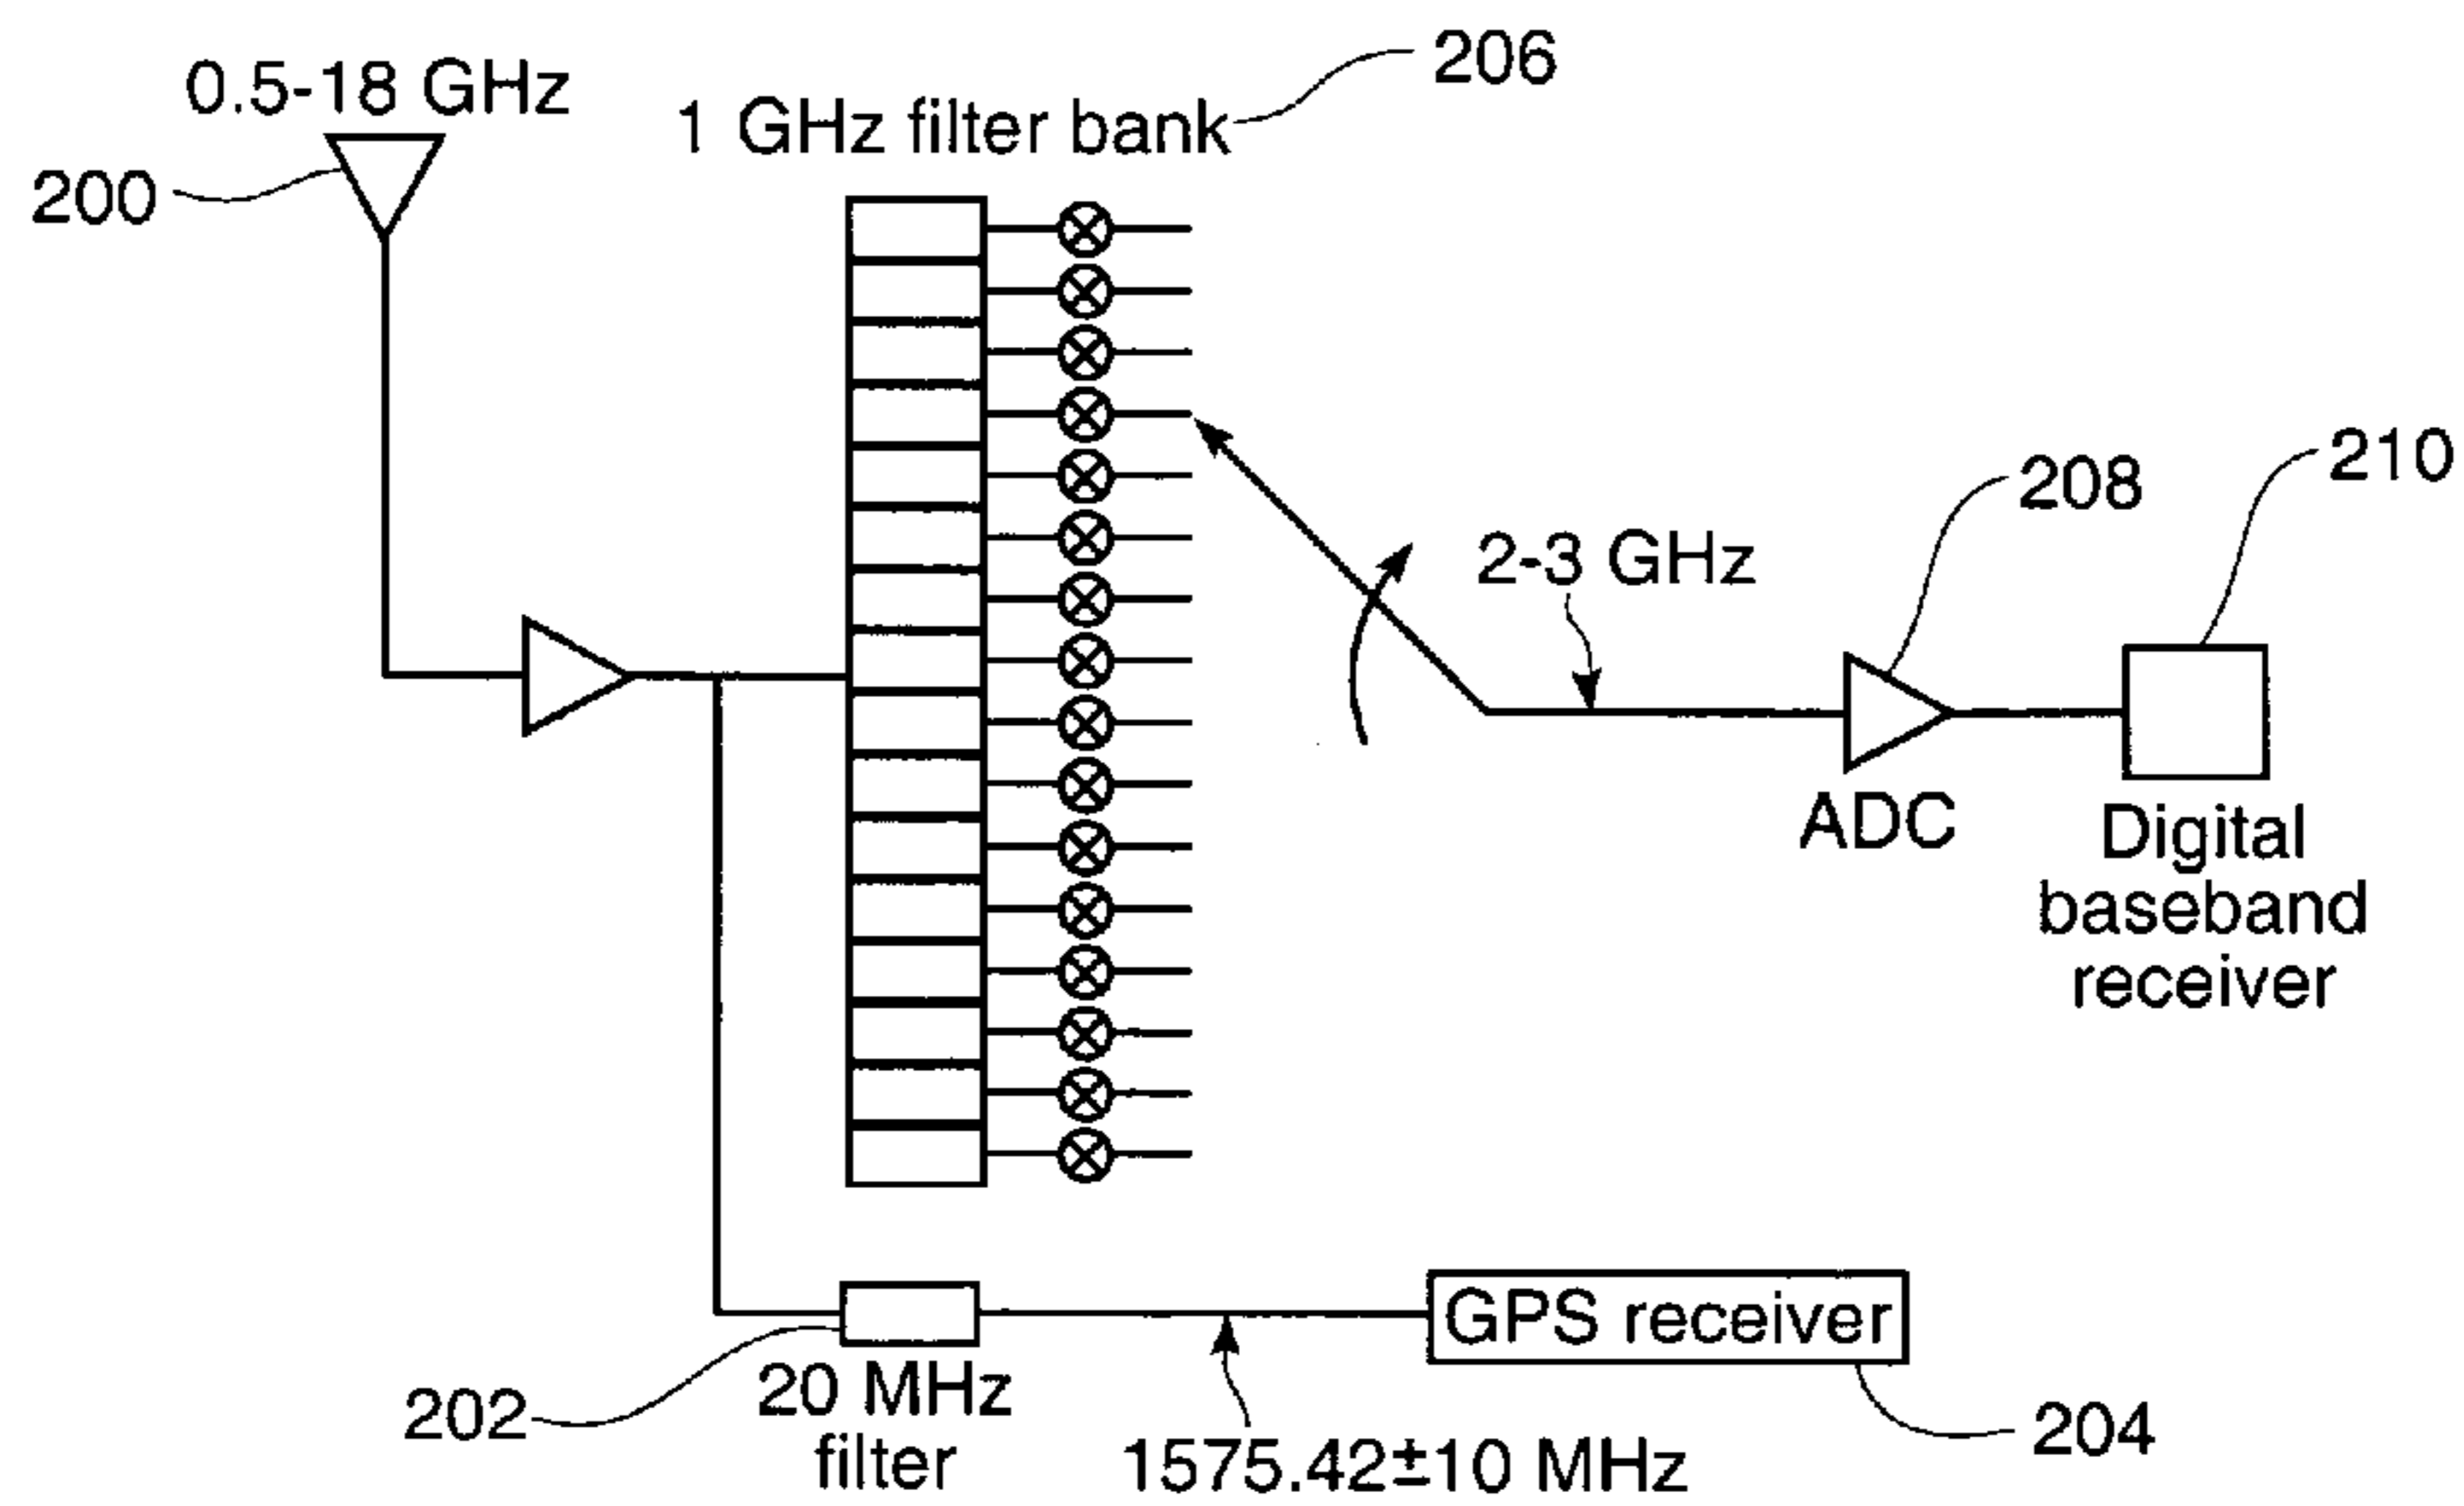 206
0.5-18 GHz
1 GHz filter bank
200
210
208
2-3 GHz
ADC
Digital
baseband
receiver
GPS receiver
20 MHz
filter
202
204
1575.42±10 MHz